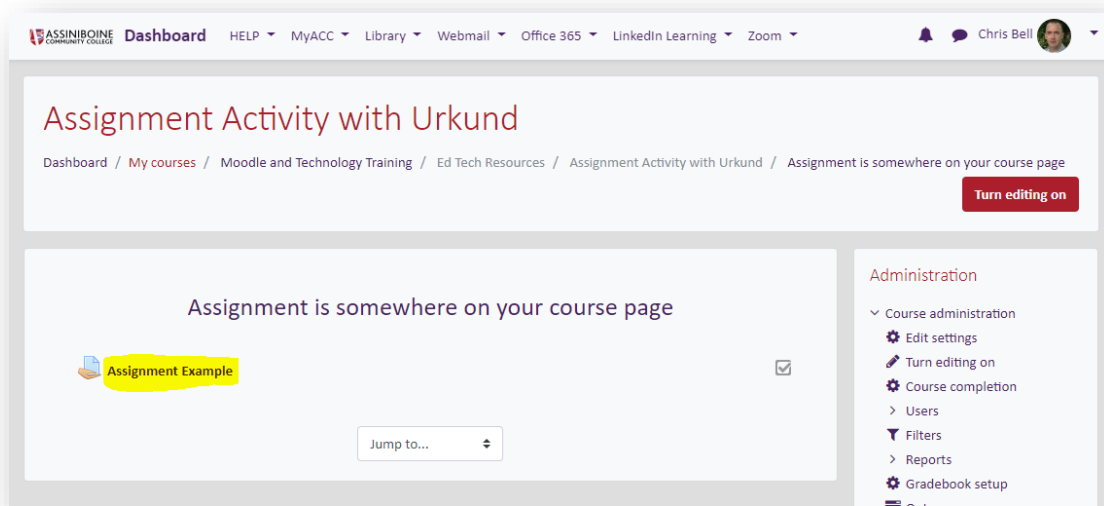 ASSINIBOINE
COMMUNITY COLLEGE
Dashboard HELP MyACC Library Webmail Office 365 LinkedIn Learning Zoom Chris Bell
Assignment Activity with Urkund
Dashboard / My courses / Moodle and Technology Training / Ed Tech Resources / Assignment Activity with Urkund / Assignment is somewhere on your course page
Turn editing on
Assignment is somewhere on your course page
Assignment Example
Jump to...
Administration
Course administration
Edit settings
Turn editing on
Course completion
Users
Filters
Reports
Gradebook setup